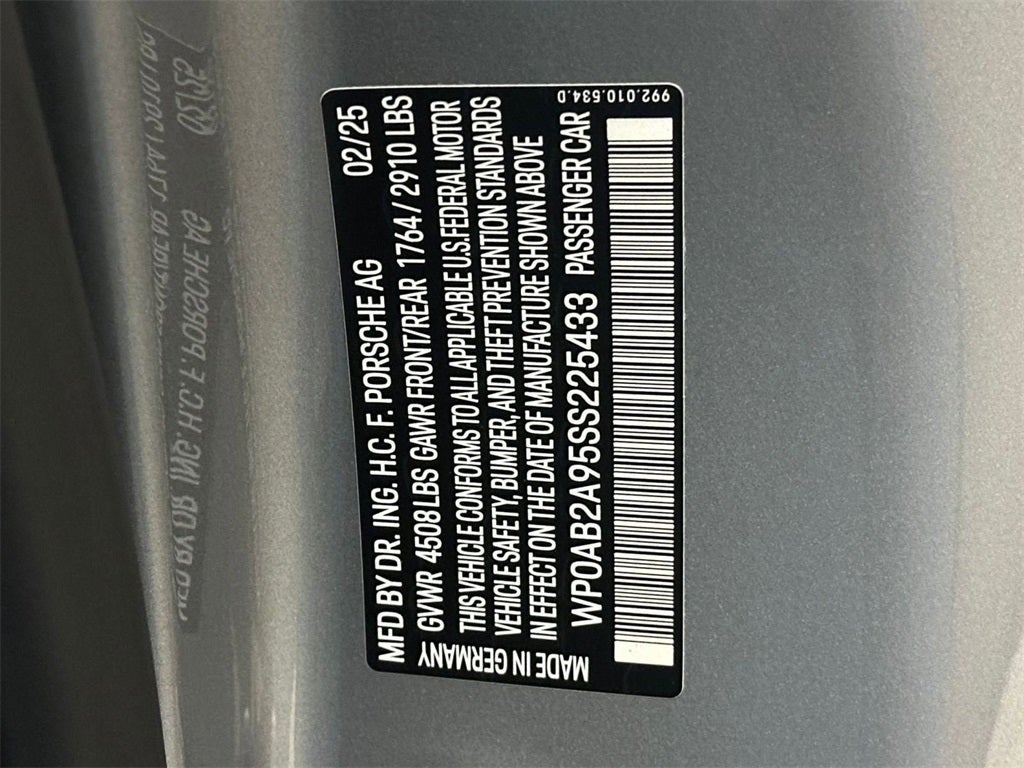 MFD BY DR. ING. H.C. F. PORSCHE AG 02/25
GVWR 4508 LBS GAWR FRONT/REAR 1764 / 2910 LBS
THIS VEHICLE CONFORMS TO ALL APPLICABLE U.S. FEDERAL MOTOR
VEHICLE SAFETY, BUMPER, AND THEFT PREVENTION STANDARDS
IN EFFECT ON THE DATE OF MANUFACTURE SHOWN ABOVE
WP0AB2A95SS225433 PASSENGER CAR
MADE IN GERMANY
992.010.534.D